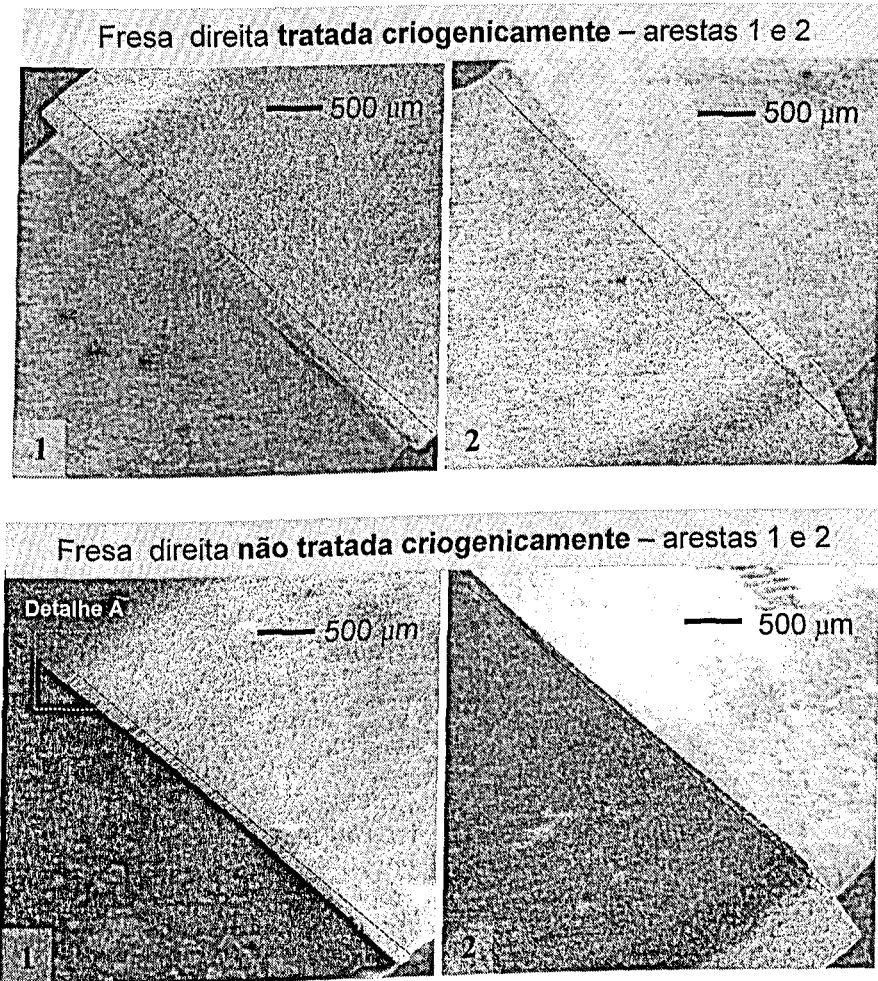 Fresa direita tratada criogenicamente – arestas 1 e 2
500 µm
500 µm
1
2
Fresa direita não tratada criogenicamente – arestas 1 e 2
Detalhe A
500 µm
500 µm
1
2